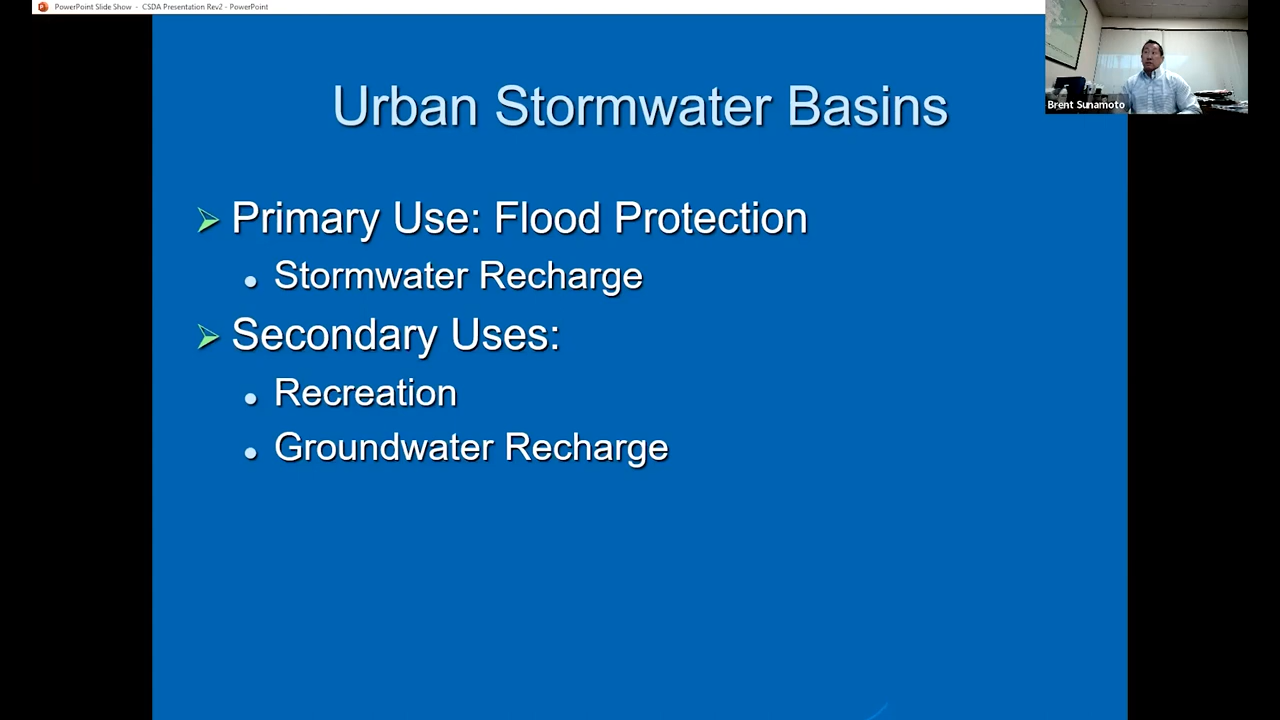 PowerPoint Slide Show - CSDA Presentation Rev2 - PowerPoint
Brent Sunamoto
Urban Stormwater Basins
Primary Use: Flood Protection
Stormwater Recharge
Secondary Uses:
Recreation
Groundwater Recharge